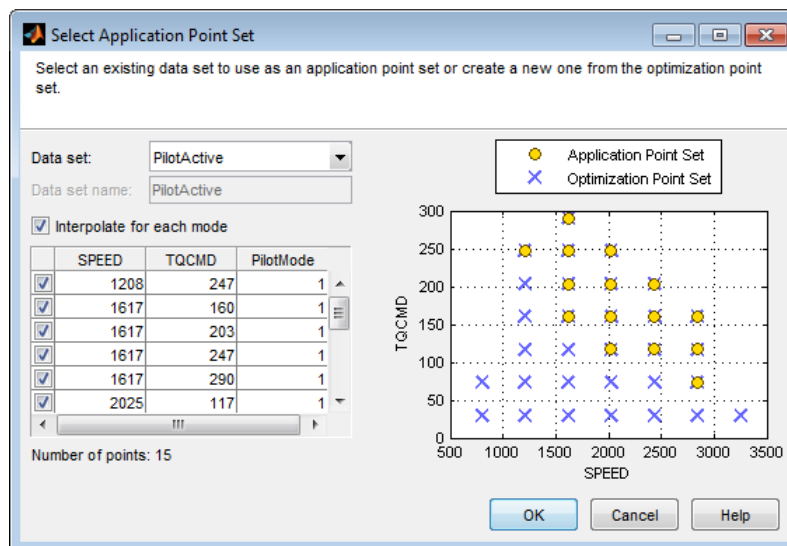 Select Application Point Set
Select an existing data set to use as an application point set or create a new one from the optimization point
set.
Data set: PilotActive
Data set name: PilotActive
Interpolate for each mode
SPEED TQCMD PilotMode
1208 247 1
1617 160 1
1617 203 1
1617 247 1
1617 290 1
2025 117 1
Number of points: 15
Application Point Set
Optimization Point Set
300
250
200
150
100
50
0
TQCMD
500 1000 1500 2000 2500 3000 3500
SPEED
OK Cancel Help